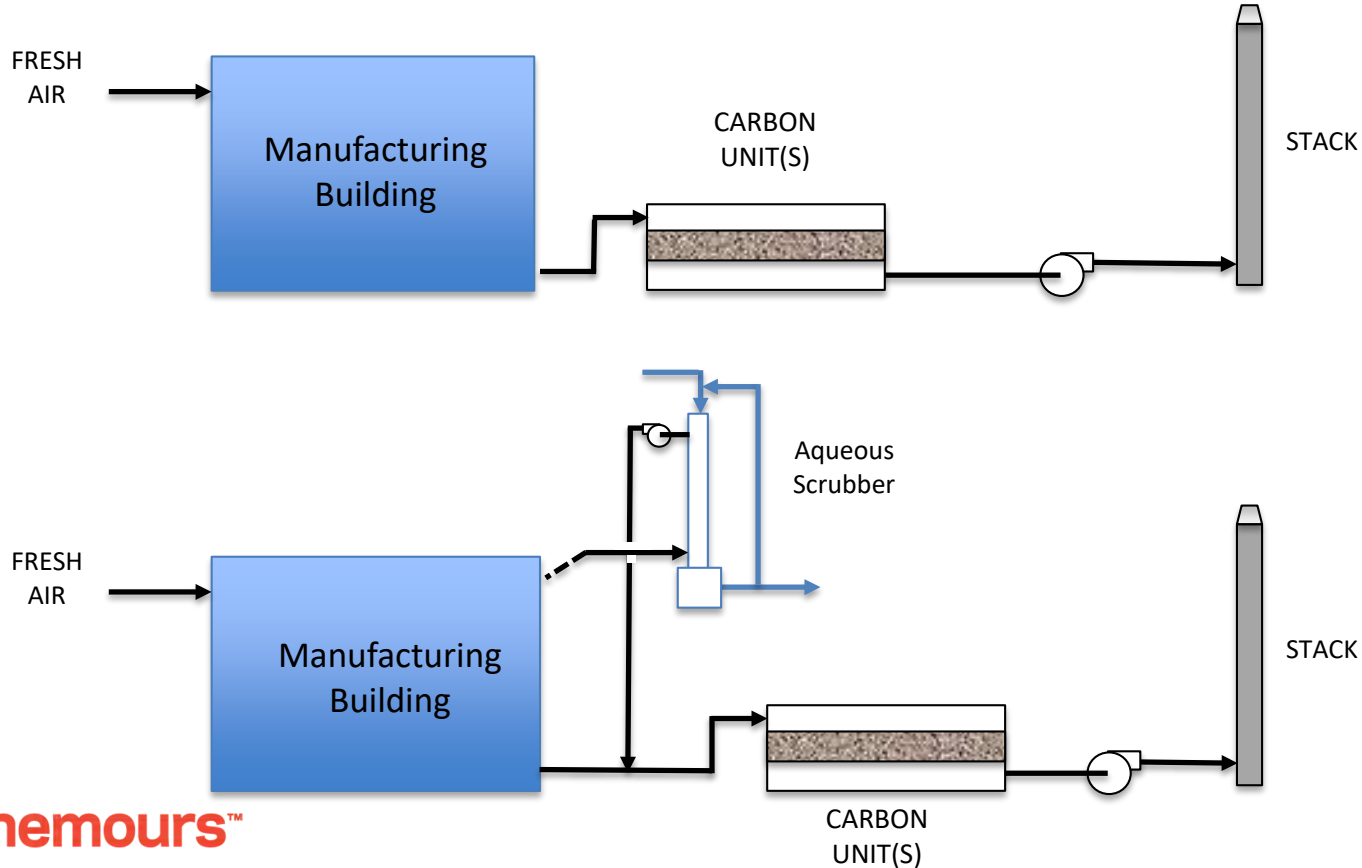 FRESH
AIR
Manufacturing
Building
CARBON
UNIT(S)
STACK
Aqueous
Scrubber
FRESH
AIR
Manufacturing
Building
STACK
CARBON
UNIT(S)
hemours™